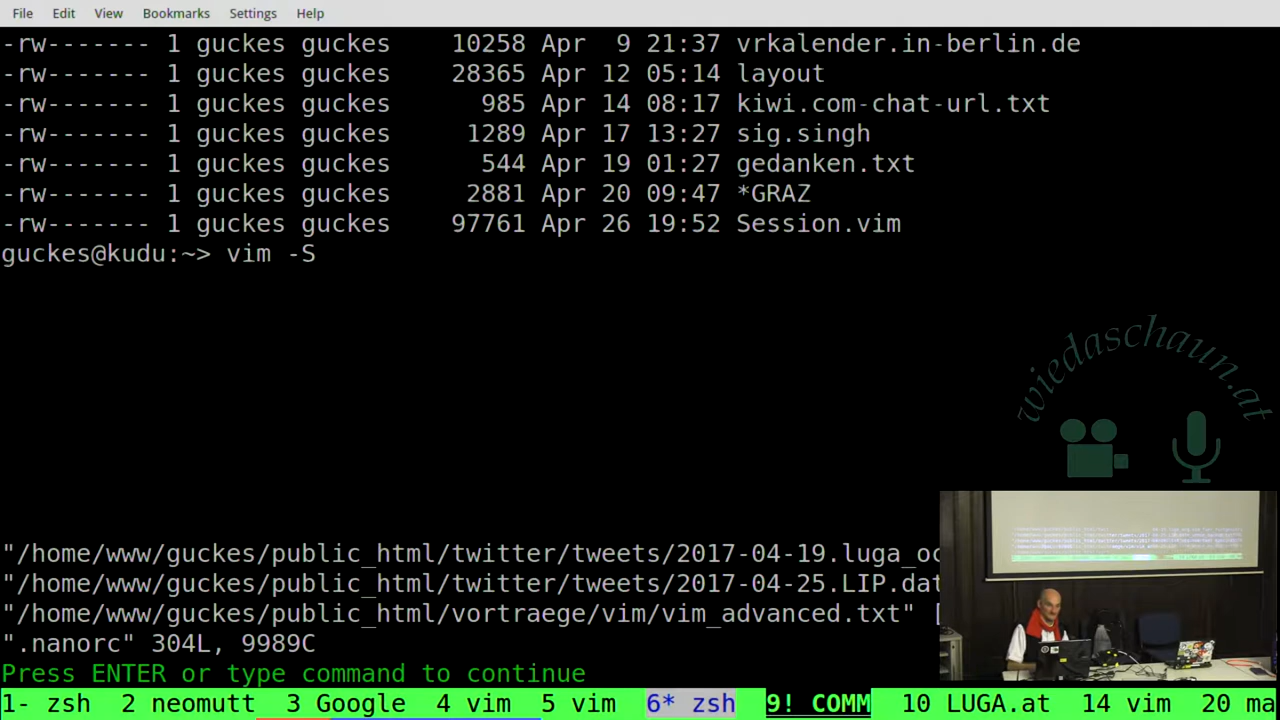 File Edit View Bookmarks Settings Help
-rw------- 1 guckes guckes 10258 Apr 9 21:37 vrkalender.in-berlin.de
-rw------- 1 guckes guckes 28365 Apr 12 05:14 layout
-rw------- 1 guckes guckes 985 Apr 14 08:17 kiwi.com-chat-url.txt
-rw------- 1 guckes guckes 1289 Apr 17 13:27 sig.singh
-rw------- 1 guckes guckes 544 Apr 19 01:27 gedanken.txt
-rw------- 1 guckes guckes 2881 Apr 20 09:47 *GRAZ
-rw------- 1 guckes guckes 97761 Apr 26 19:52 Session.vim
guckes@kudu:~> vim -S
wiedaschaun.at
"/home/www/guckes/public_html/twitter/tweets/2017-04-19.luga_oc
"/home/www/guckes/public_html/twitter/tweets/2017-04-25.LIP.dat
"/home/www/guckes/public_html/vortraege/vim/vim_advanced.txt" [
".nanorc" 304L, 9989C
Press ENTER or type command to continue
1- zsh 2 neomutt 3 Google 4 vim 5 vim 6* zsh 9! COMM 10 LUGA.at 14 vim 20 ma